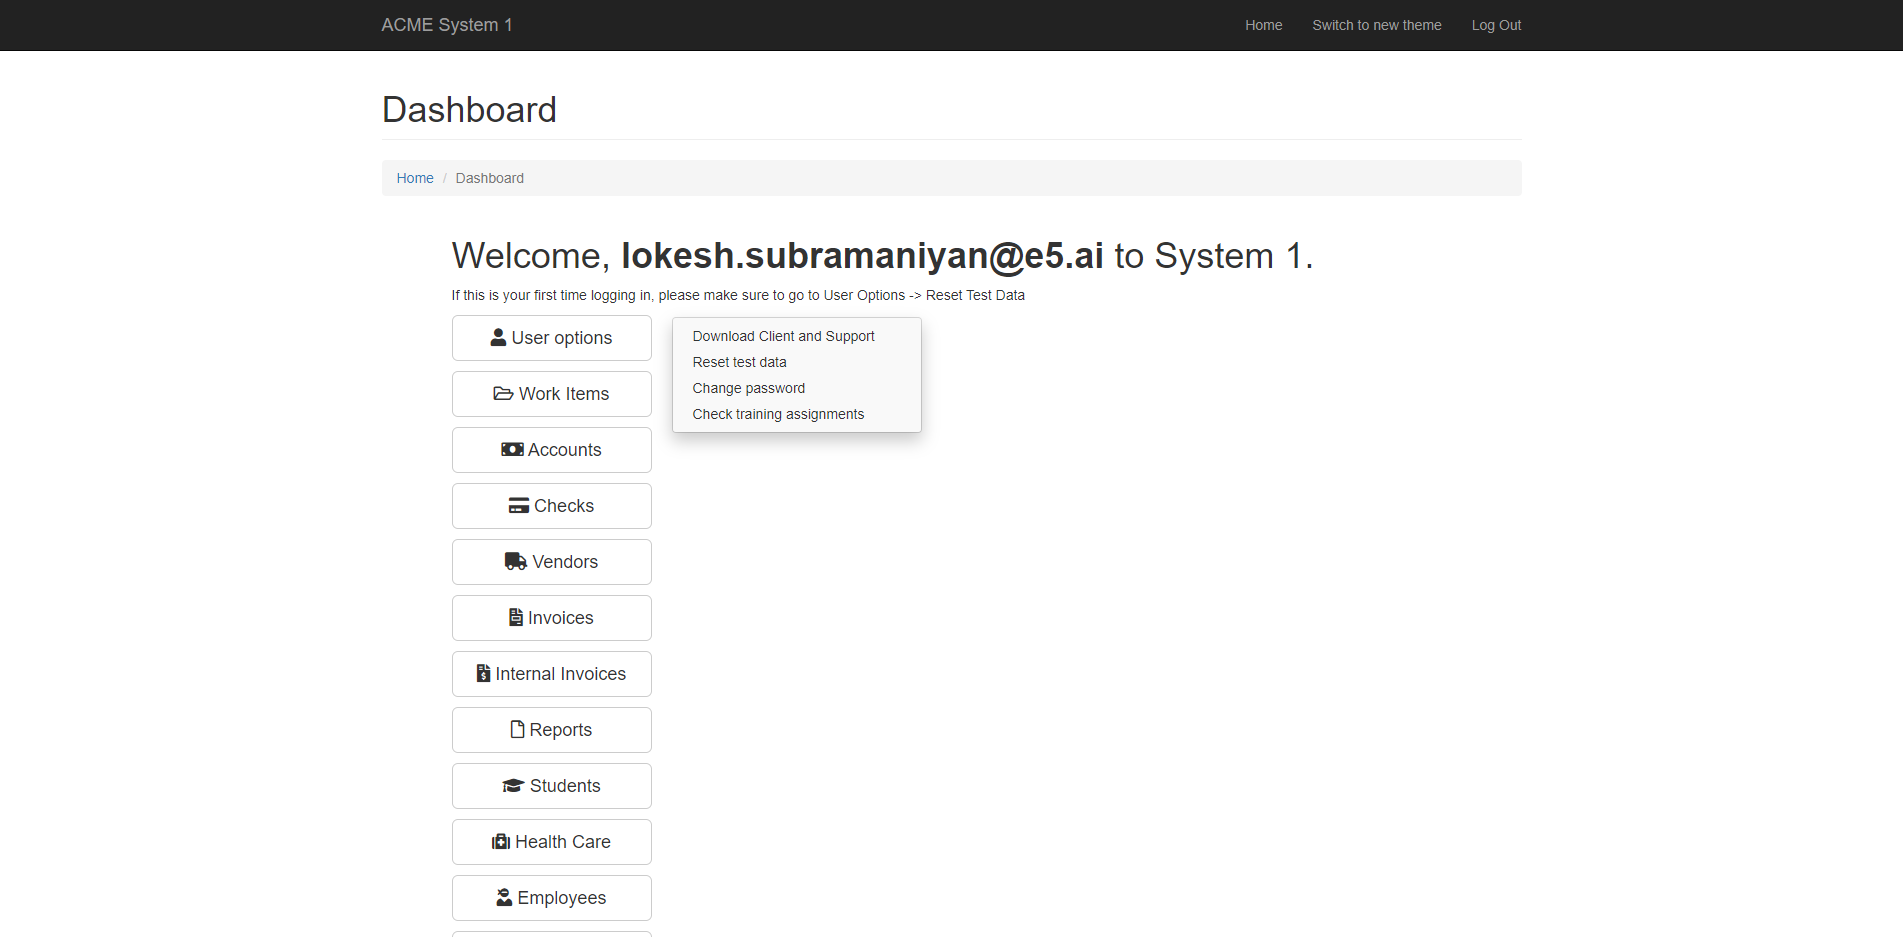 ACME System 1
Home
Switch to new theme
Log Out
Dashboard
Home / Dashboard
Welcome, lokesh.subramaniyan@e5.ai to System 1.
If this is your first time logging in, please make sure to go to User Options -> Reset Test Data
User options
Download Client and Support
Reset test data
Change password
Check training assignments
Work Items
Accounts
Checks
Vendors
Invoices
Internal Invoices
Reports
Students
Health Care
Employees